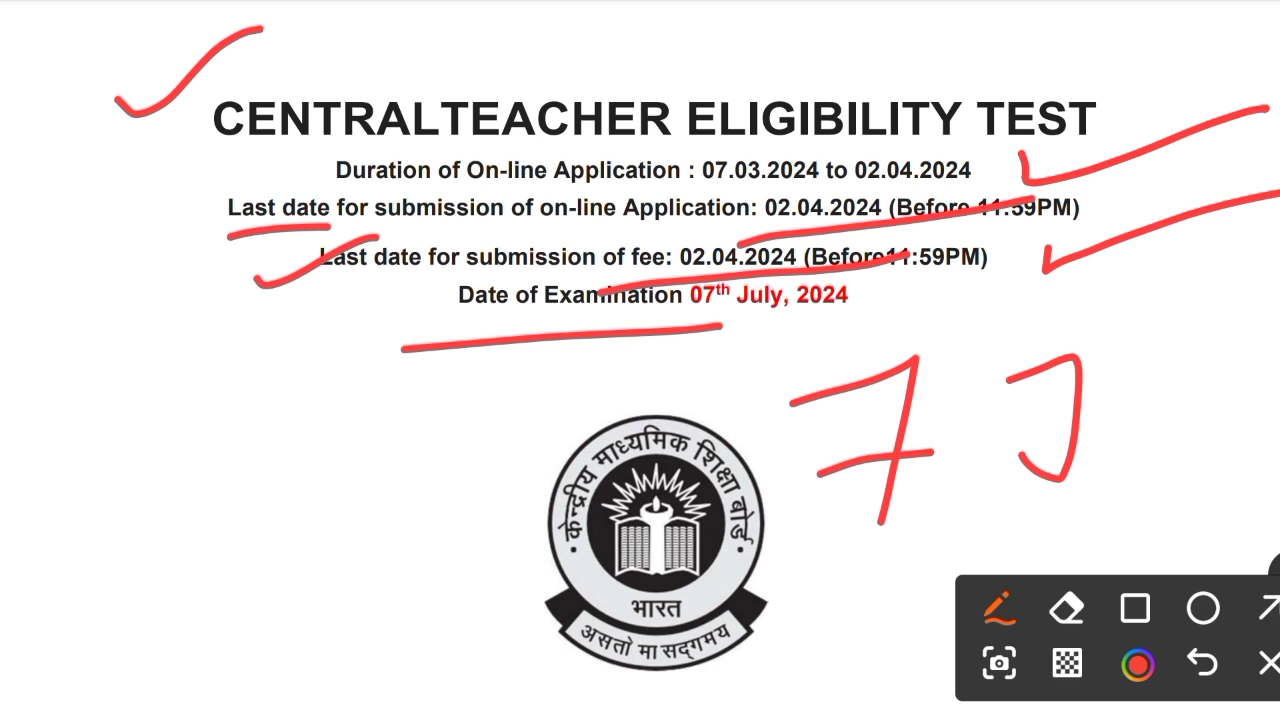 CENTRALTEACHER ELIGIBILITY TEST
Duration of On-line Application : 07.03.2024 to 02.04.2024
Last date for submission of on-line Application: 02.04.2024 (Before 11:59PM)
Last date for submission of fee: 02.04.2024 (Before11:59PM)
Date of Examination 07th July, 2024
7 J
केन्द्रीय माध्यमिक शिक्षा बोर्ड
भारत
असतो मा सद्गमय